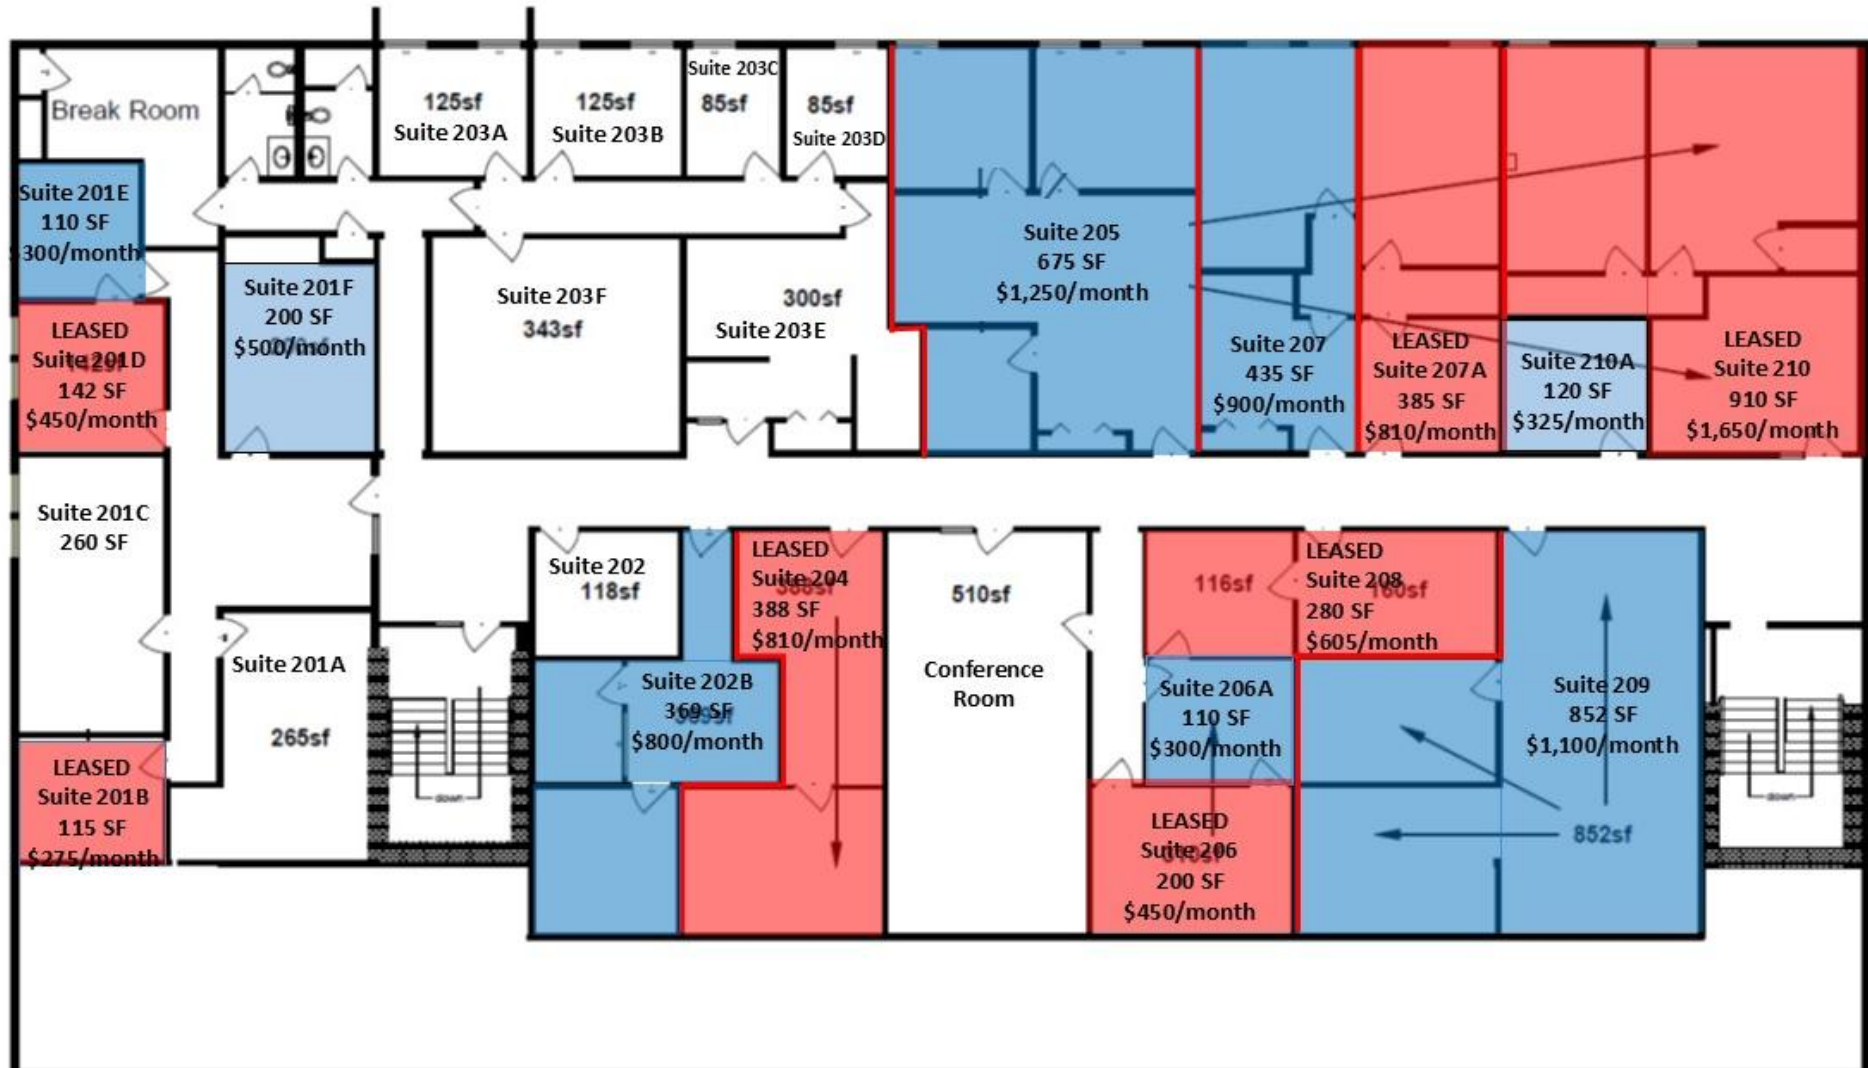 Break Room
125sf
Suite 203A
125sf
Suite 203B
Suite 203C
85sf
85sf
Suite 203D
Suite 201E
110 SF
300/month
LEASED
Suite 201D
142 SF
$450/month
Suite 201F
200 SF
$500/month
Suite 203F
343sf
300sf
Suite 203E
Suite 205
675 SF
$1,250/month
Suite 207
435 SF
$900/month
LEASED
Suite 207A
385 SF
$810/month
Suite 210A
120 SF
$325/month
LEASED
Suite 210
910 SF
$1,650/month
Suite 201C
260 SF
Suite 201A
265sf
LEASED
Suite 201B
115 SF
$275/month
down
Suite 202
118sf
Suite 202B
369 SF
369sf
$800/month
LEASED
Suite 204
388sf
388 SF
$810/month
510sf
Conference
Room
116sf
LEASED
Suite 208
160sf
280 SF
$605/month
Suite 206A
110 SF
$300/month
LEASED
Suite 206
200 SF
$450/month
Suite 209
852 SF
$1,100/month
852sf
down